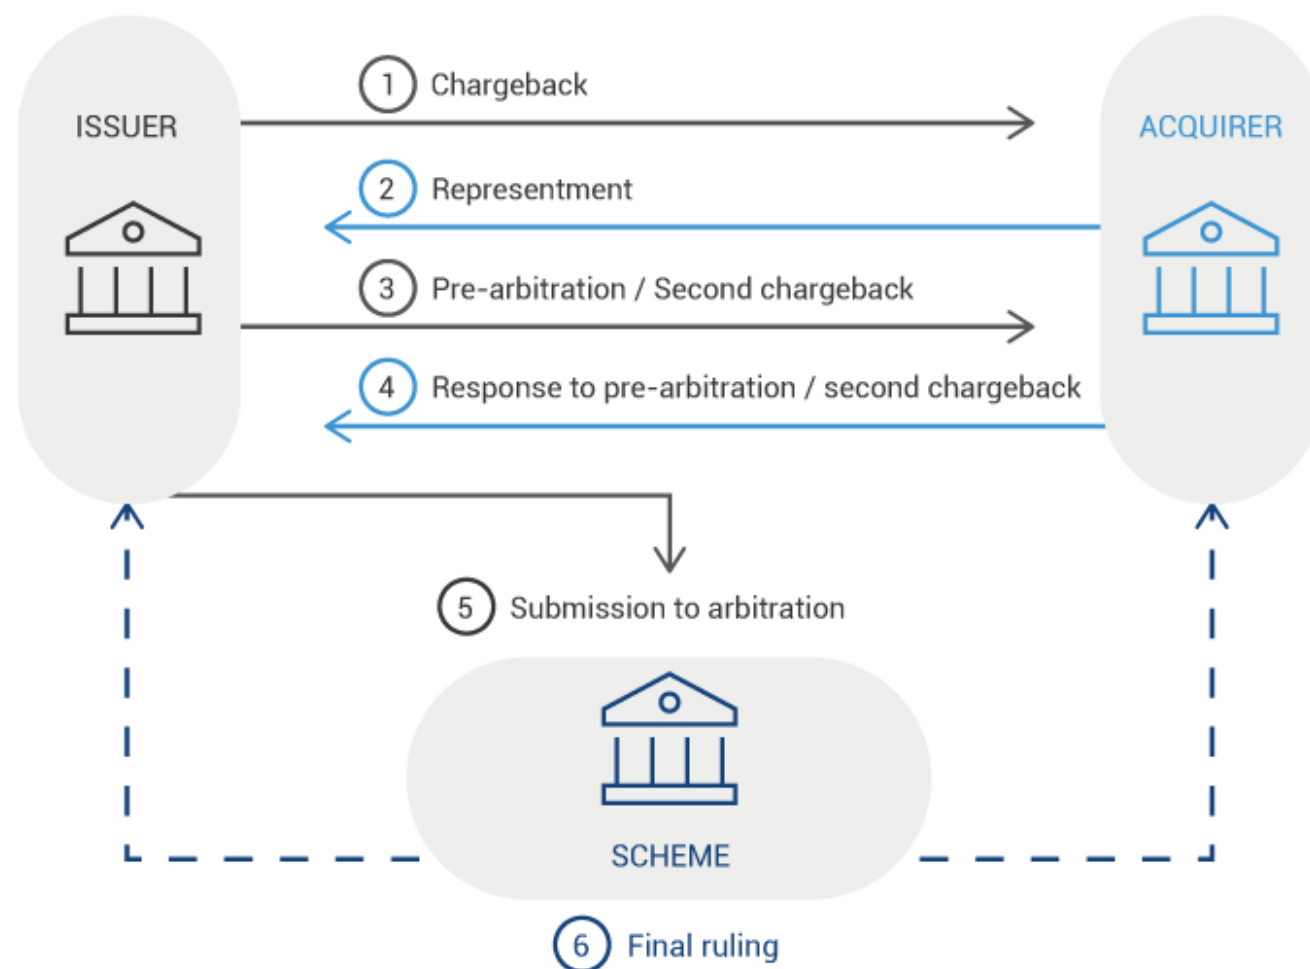 1 Chargeback
ISSUER
ACQUIRER
2 Representment
3 Pre-arbitration / Second chargeback
4 Response to pre-arbitration / second chargeback
5 Submission to arbitration
SCHEME
6 Final ruling